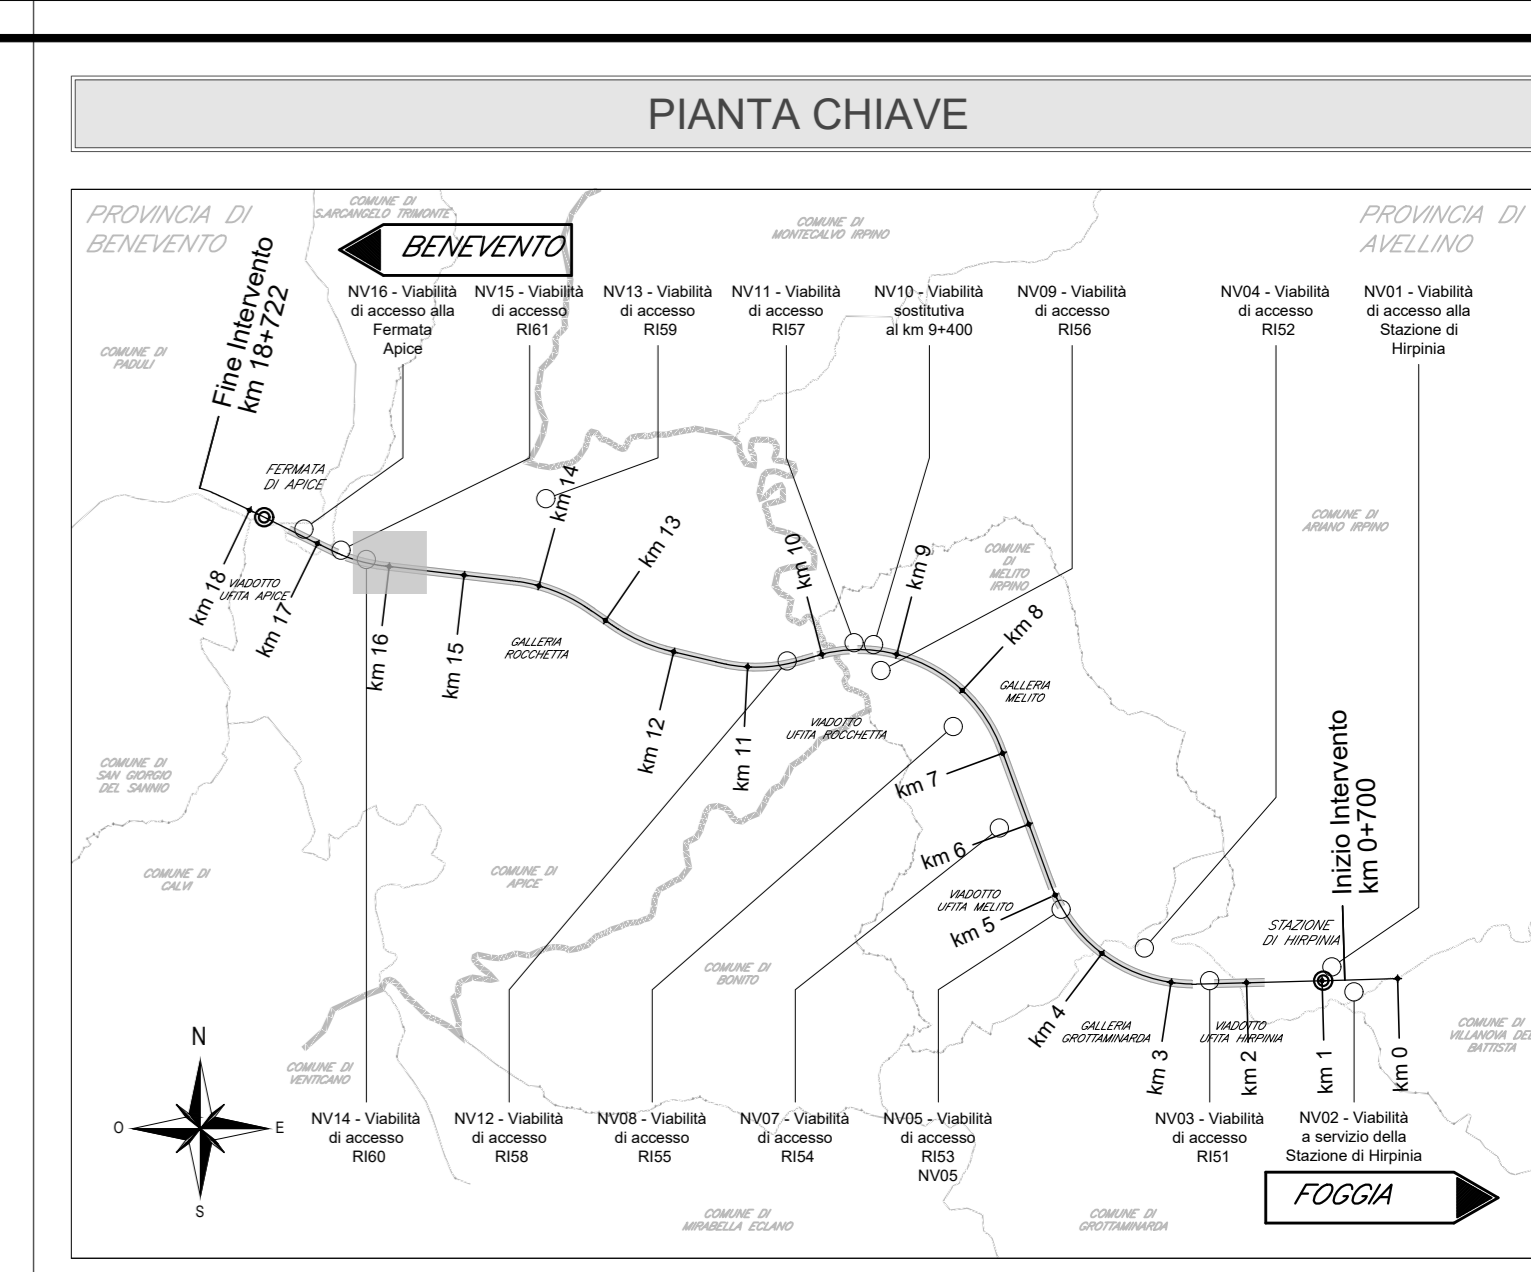 PIANTA CHIAVE
PROVINCIA DI
BENEVENTO
COMUNE DI
S.ARCANGELO TRIMONTE
COMUNE DI
MONTECALVO IRPINO
PROVINCIA DI
AVELLINO
BENEVENTO
Fine Intervento
km 18+722
NV16 - Viabilità
di accesso alla
Fermata
Apice
NV15 - Viabilità
di accesso
RI61
NV13 - Viabilità
di accesso
RI59
NV11 - Viabilità
di accesso
RI57
NV10 - Viabilità
sostitutiva
al km 9+400
NV09 - Viabilità
di accesso
RI56
NV04 - Viabilità
di accesso
RI52
NV01 - Viabilità
di accesso alla
Stazione di
Hirpinia
COMUNE DI
PADULI
FERMATA
DI APICE
km 14
km 13
km 10
km 9
COMUNE
DI
MELITO
IRPINO
COMUNE DI
ARIANO IRPINO
km 18
VIADOTTO
UFITA APICE
km 17
km 16
km 15
GALLERIA
ROCCHETTA
km 8
GALLERIA
MELITO
km 12
km 11
VIADOTTO
UFITA ROCCHETTA
km 7
COMUNE DI
SAN GIORGIO
DEL SANNIO
Inizio Intervento
km 0+700
km 6
COMUNE DI
CALVI
COMUNE DI
APICE
VIADOTTO
UFITA MELITO
km 5
STAZIONE
DI HIRPINIA
COMUNE DI
BONITO
km 4
GALLERIA
GROTTAMINARDA
km 3
VIADOTTO
UFITA HIRPINIA
km 2
km 1
km 0
COMUNE DI
VILLANOVA DEL
BATTISTA
COMUNE DI
VENTICANO
N
O
E
S
NV14 - Viabilità
di accesso
RI60
NV12 - Viabilità
di accesso
RI58
NV08 - Viabilità
di accesso
RI55
NV07 - Viabilità
di accesso
RI54
NV05 - Viabilità
di accesso
RI53
NV05
NV03 - Viabilità
di accesso
RI51
NV02 - Viabilità
a servizio della
Stazione di Hirpinia
FOGGIA
COMUNE DI
MIRABELLA ECLANO
COMUNE DI
GROTTAMINARDA